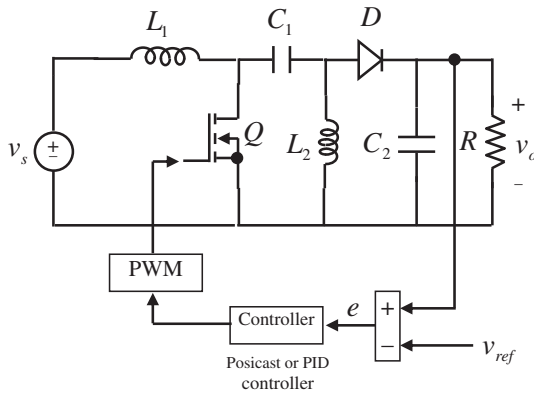 L1
C1
D
vs
+
−
Q
L2
C2
R
+
vo
−
PWM
Controller
e
+
−
vref
Posicast or PID
controller